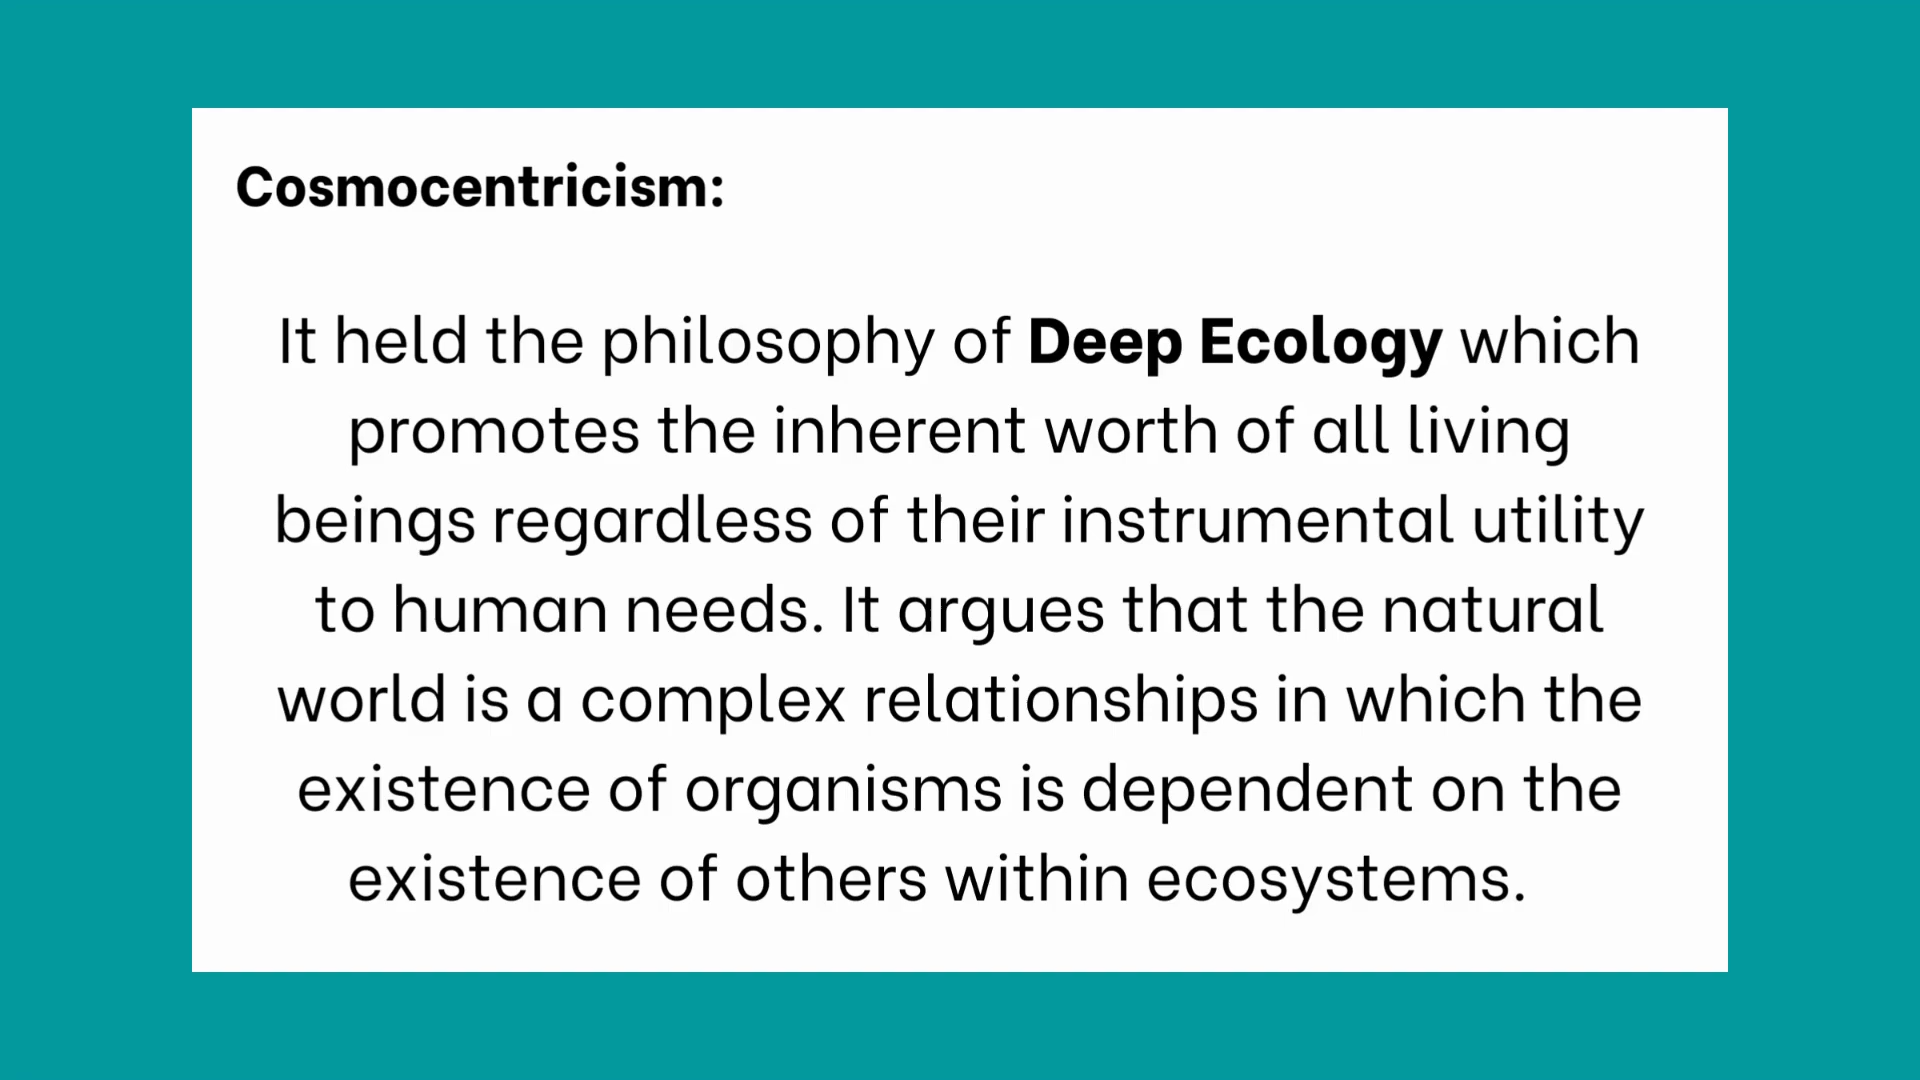 Cosmocentricism:
It held the philosophy of Deep Ecology which
promotes the inherent worth of all living
beings regardless of their instrumental utility
to human needs. It argues that the natural
world is a complex relationships in which the
existence of organisms is dependent on the
existence of others within ecosystems.